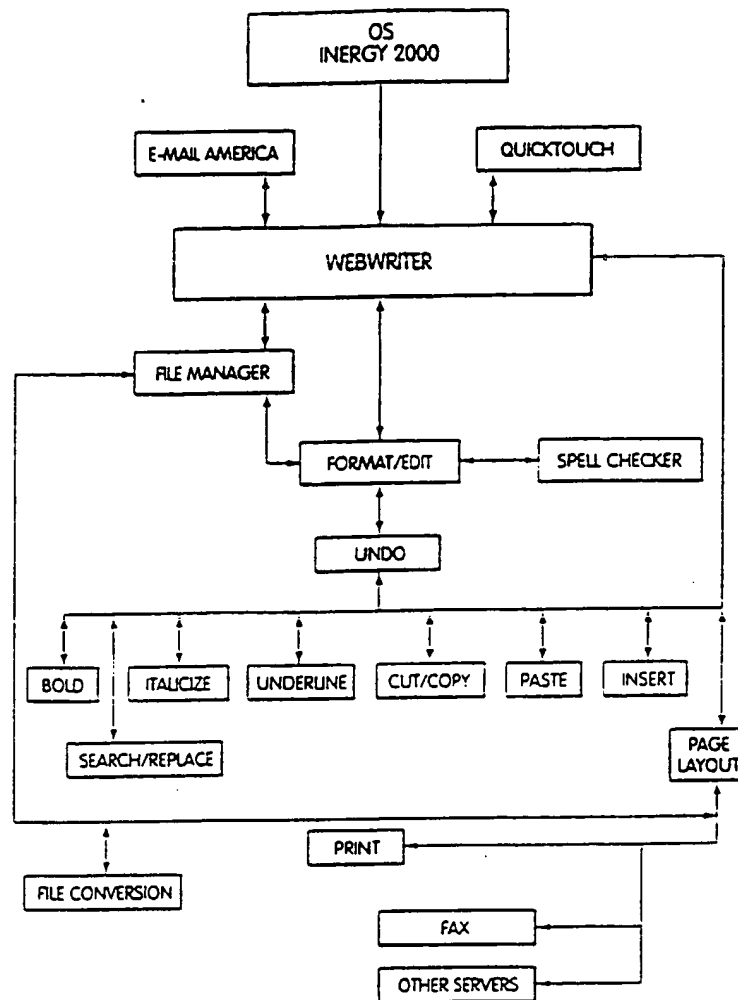 OS
INERGY 2000
E-MAIL AMERICA
QUICKTOUCH
WEBWRITER
FILE MANAGER
FORMAT/EDIT
SPELL CHECKER
UNDO
BOLD
ITALICIZE
UNDERLINE
CUT/COPY
PASTE
INSERT
SEARCH/REPLACE
PAGE
LAYOUT
PRINT
FILE CONVERSION
FAX
OTHER SERVERS